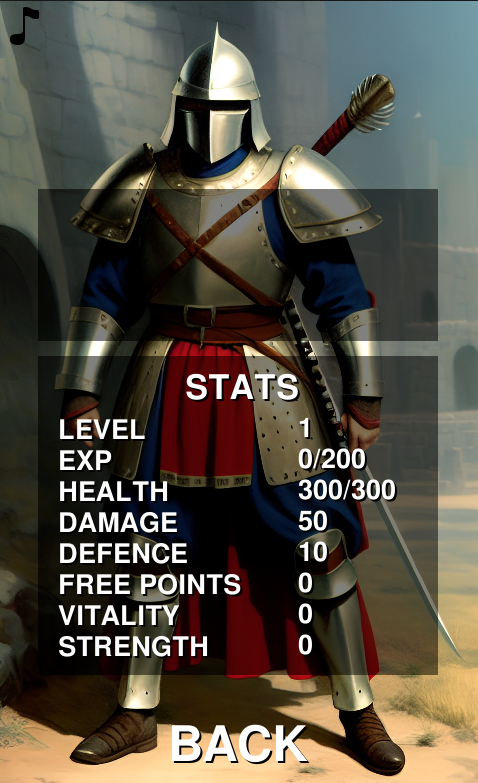 STATS
LEVEL 1
EXP 0/200
HEALTH 300/300
DAMAGE 50
DEFENCE 10
FREE POINTS 0
VITALITY 0
STRENGTH 0
BACK